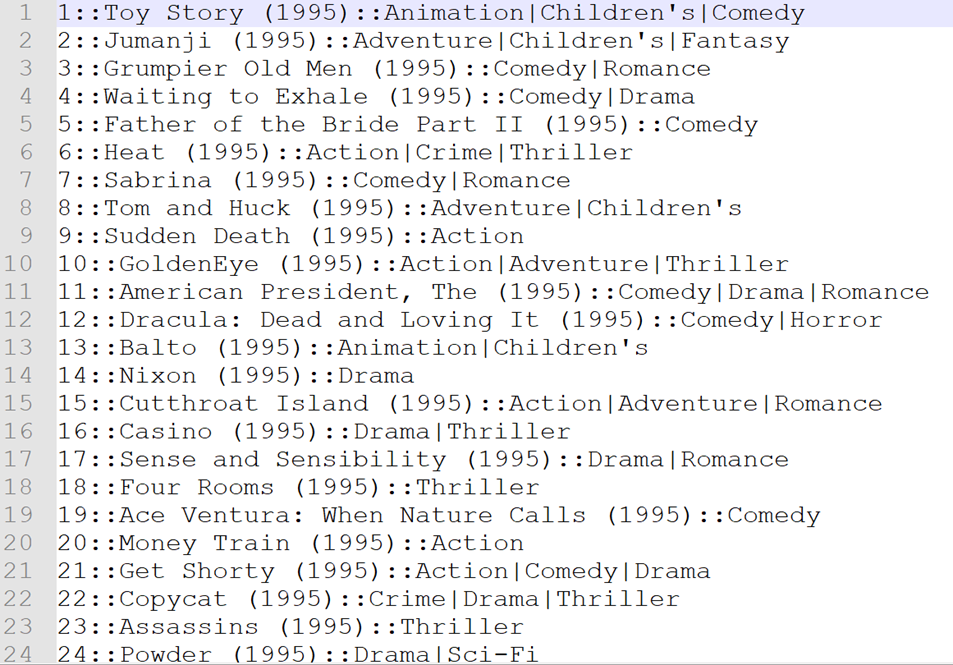 1 1::Toy Story (1995)::Animation|Children's|Comedy
2 2::Jumanji (1995)::Adventure|Children's|Fantasy
3 3::Grumpier Old Men (1995)::Comedy|Romance
4 4::Waiting to Exhale (1995)::Comedy|Drama
5 5::Father of the Bride Part II (1995)::Comedy
6 6::Heat (1995)::Action|Crime|Thriller
7 7::Sabrina (1995)::Comedy|Romance
8 8::Tom and Huck (1995)::Adventure|Children's
9 9::Sudden Death (1995)::Action
10 10::GoldenEye (1995)::Action|Adventure|Thriller
11 11::American President, The (1995)::Comedy|Drama|Romance
12 12::Dracula: Dead and Loving It (1995)::Comedy|Horror
13 13::Balto (1995)::Animation|Children's
14 14::Nixon (1995)::Drama
15 15::Cutthroat Island (1995)::Action|Adventure|Romance
16 16::Casino (1995)::Drama|Thriller
17 17::Sense and Sensibility (1995)::Drama|Romance
18 18::Four Rooms (1995)::Thriller
19 19::Ace Ventura: When Nature Calls (1995)::Comedy
20 20::Money Train (1995)::Action
21 21::Get Shorty (1995)::Action|Comedy|Drama
22 22::Copycat (1995)::Crime|Drama|Thriller
23 23::Assassins (1995)::Thriller
24 24::Powder (1995)::Drama|Sci-Fi